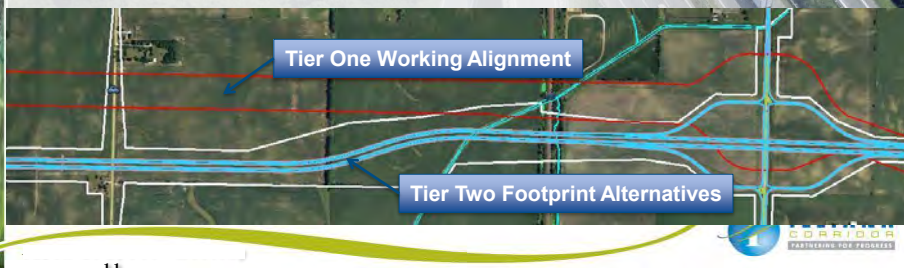 Tier One Working Alignment
Tier Two Footprint Alternatives
CORRIDOR
PARTNERING FOR PROGRESS